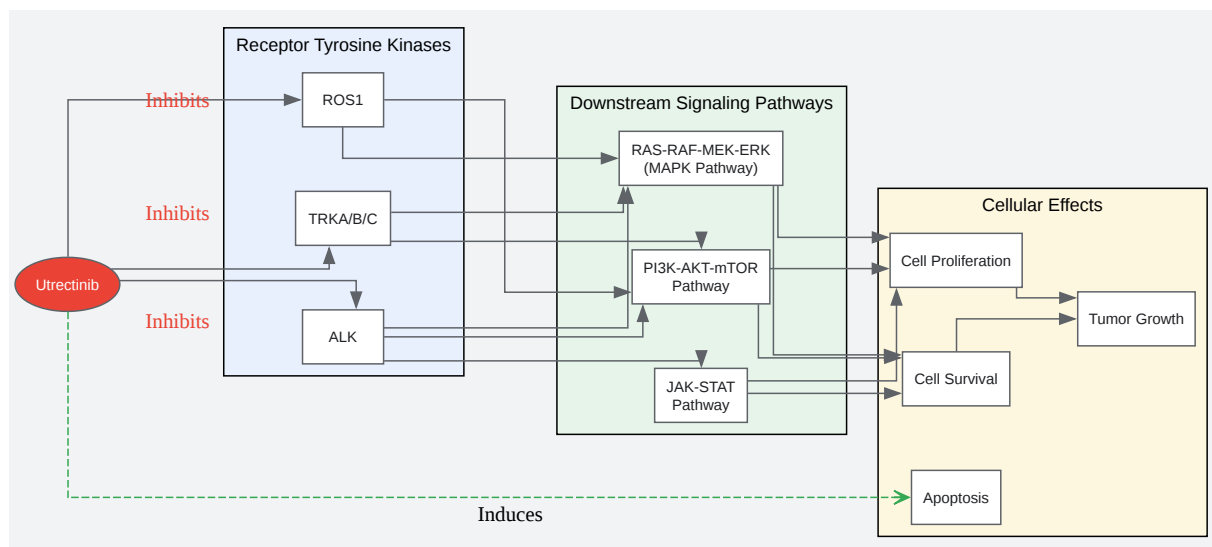 Receptor Tyrosine Kinases
Inhibits
ROS1
Downstream Signaling Pathways
RAS-RAF-MEK-ERK
(MAPK Pathway)
Inhibits
TRKA/B/C
Cellular Effects
Cell Proliferation
PI3K-AKT-mTOR
Pathway
Utrectinib
Inhibits
ALK
Tumor Growth
JAK-STAT
Pathway
Cell Survival
Apoptosis
Induces